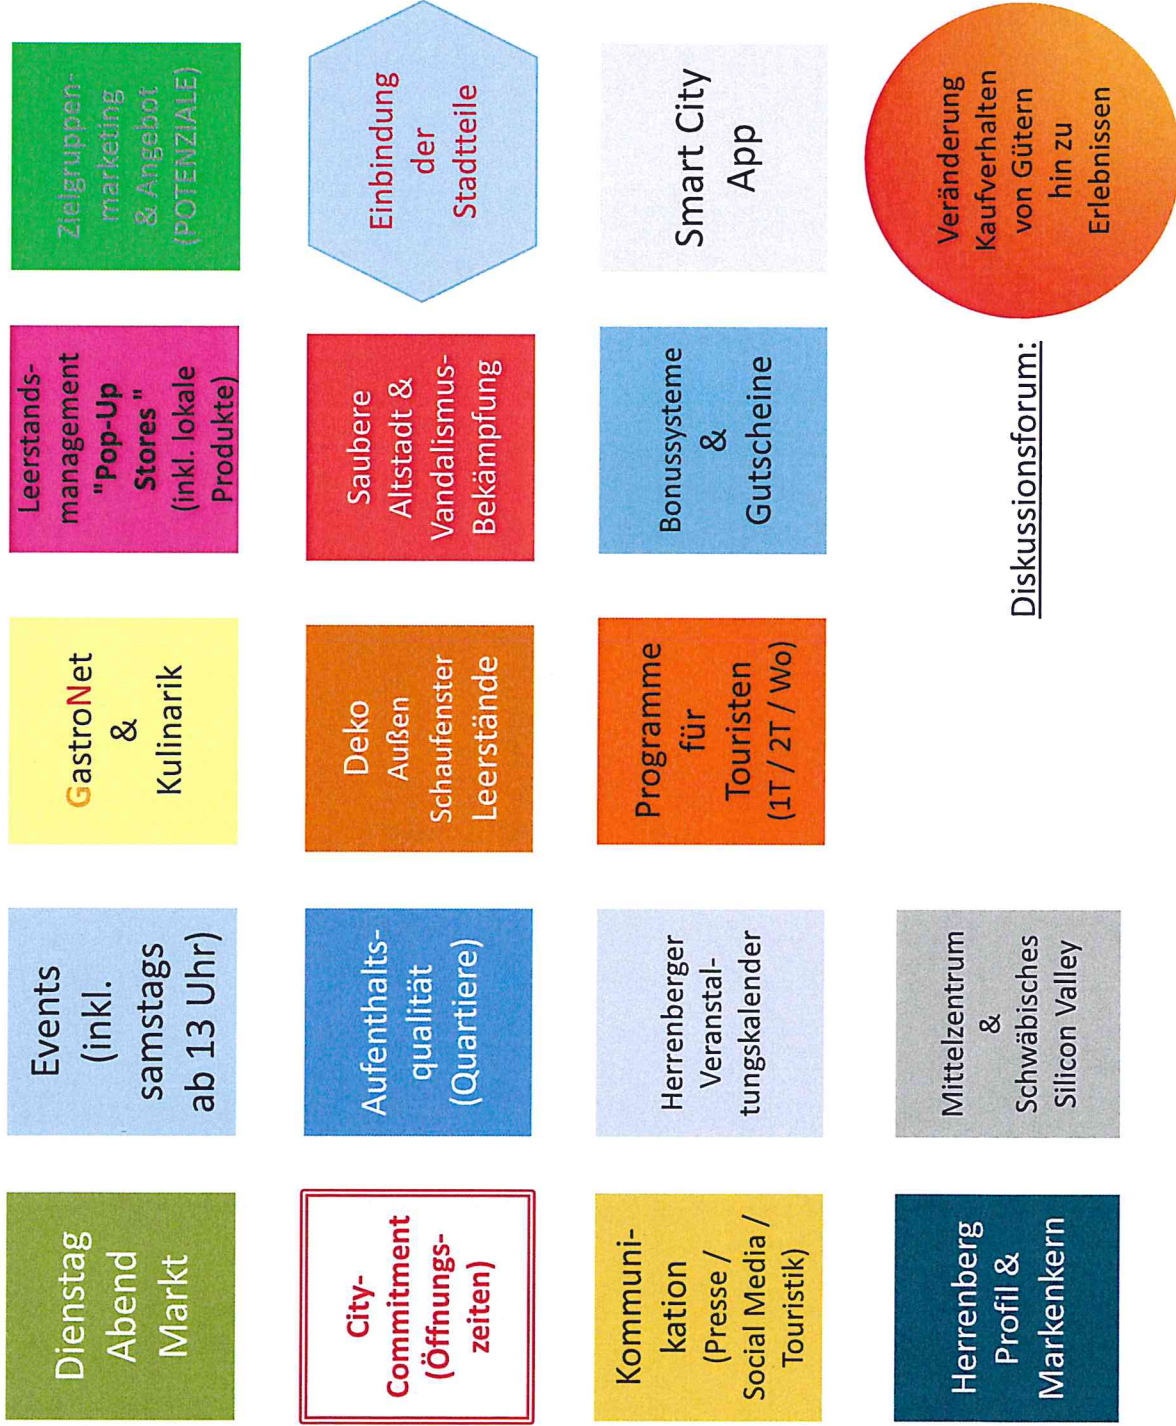 Dienstag
Abend
Markt
Events
(inkl.
samstags
ab 13 Uhr)
GastroNet
&
Kulinarik
Leerstands-
management
"Pop-Up
Stores"
(inkl. lokale
Produkte)
Zielgruppen-
marketing
& Angebot
(POTENZIALE)
City-
Commitment
(Öffnungs-
zeiten)
Aufenthalts-
qualität
(Quartiere)
Deko
Außen
Schaufenster
Leerstände
Saubere
Altstadt &
Vandalismus-
Bekämpfung
Einbindung
der
Stadtteile
Kommuni-
kation
(Presse /
Social Media /
Touristik)
Herrenberger
Veranstal-
tungskalender
Programme
für
Touristen
(1T / 2T / Wo)
Bonussysteme
&
Gutscheine
Smart City
App
Herrenberg
Profil &
Markenkern
Mittelzentrum
&
Schwäbisches
Silicon Valley
Diskussionsforum:
Veränderung
Kaufverhalten
von Gütern
hin zu
Erlebnissen